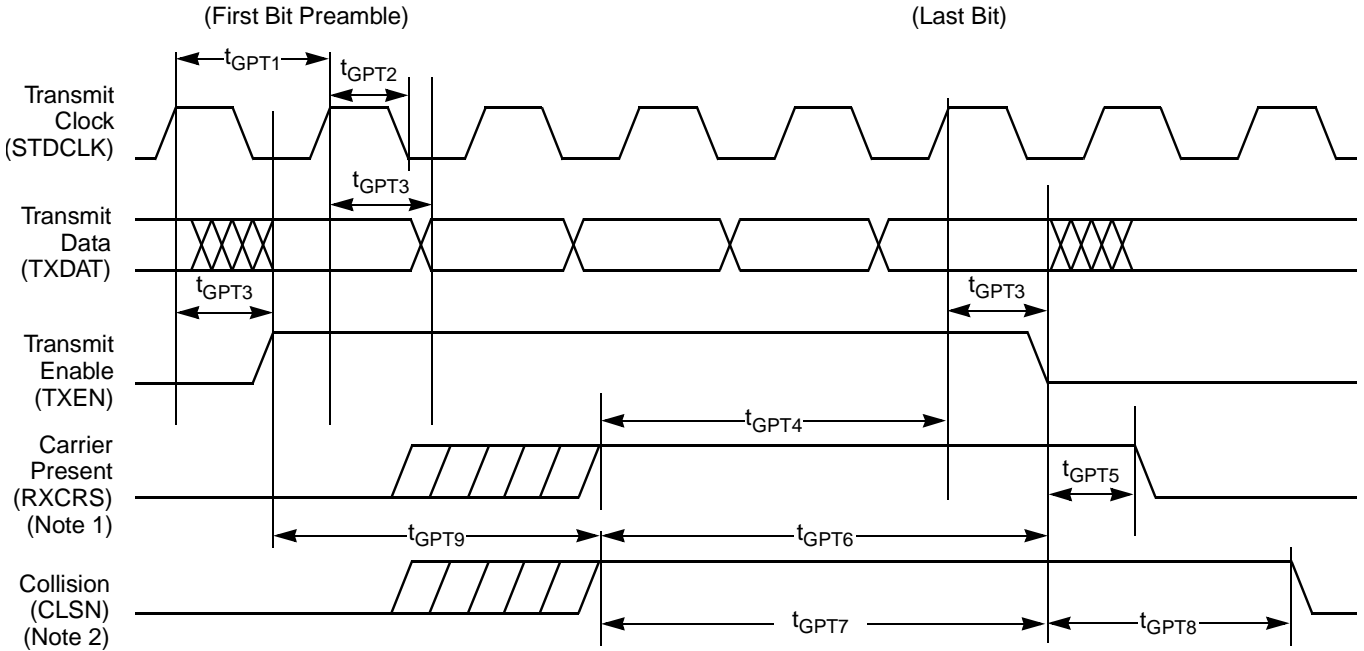 (First Bit Preamble)
(Last Bit)
tGPT1
tGPT2
Transmit
Clock
(STDCLK)
tGPT3
Transmit
Data
(TXDAT)
tGPT3
tGPT3
Transmit
Enable
(TXEN)
tGPT4
Carrier
Present
(RXCRS)
(Note 1)
tGPT5
tGPT9
tGPT6
Collision
(CLSN)
(Note 2)
tGPT7
tGPT8